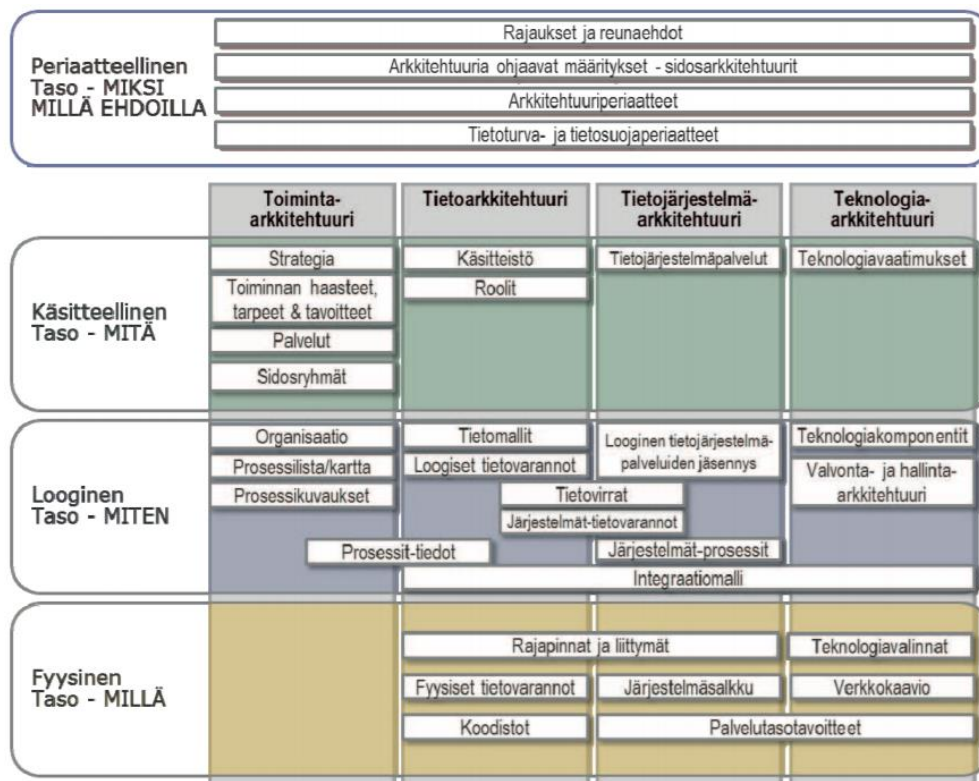 Periaatteellinen
Taso - MIKSI
MILLÄ EHDOILLA
Rajaukset ja reunaehdot
Arkkitehtuuria ohjaavat määritykset - sidosarkkitehtuurit
Arkkitehtuuriperiaatteet
Tietoturva- ja tietosuojaperiaatteet
Toiminta-
arkkitehtuuri
Tietoarkkitehtuuri
Tietojärjestelmä-
arkkitehtuuri
Teknologia-
arkkitehtuuri
Käsitteellinen
Taso - MITÄ
Strategia
Toiminnan haasteet,
tarpeet & tavoitteet
Palvelut
Sidosryhmät
Käsitteistö
Roolit
Tietojärjestelmäpalvelut
Teknologiavaatimukset
Looginen
Taso - MITEN
Organisaatio
Prosessilista/kartta
Prosessikuvaukset
Tietomallit
Loogiset tietovarannot
Looginen tietojärjestelmä-
palveluiden jäsennys
Teknologiakomponentit
Valvonta- ja hallinta-
arkkitehtuuri
Tietovirrat
Järjestelmät-tietovarannot
Prosessit-tiedot
Järjestelmät-prosessit
Integraatiomalli
Fyysinen
Taso - MILLÄ
Rajapinnat ja liittymät
Teknologiavalinnat
Fyysiset tietovarannot
Järjestelmäsalkku
Verkkokaavio
Koodistot
Palvelutasotavoitteet